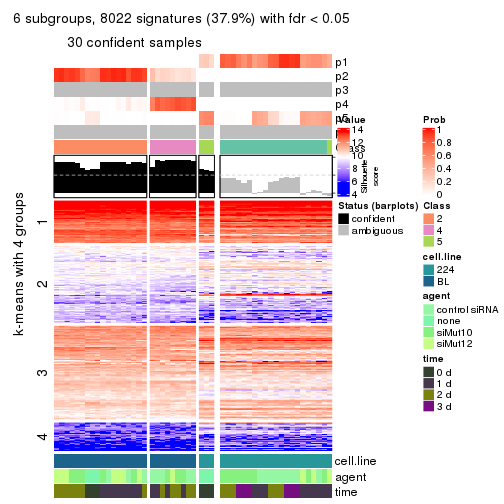 6 subgroups, 8022 signatures (37.9%) with fdr < 0.05
30 confident samples
p1
p2
p3
p4
p5
Value
14
12
10
8
6
4
Silhouette
score
Prob
1
0.8
0.6
0.4
0.2
0
Status (barplots)
confident
ambiguous
Class
2
4
5
cell.line
224
BL
agent
control siRNA
none
siMut10
siMut12
time
0 d
1 d
2 d
3 d
k-means with 4 groups
1
2
3
4
cell.line
agent
time